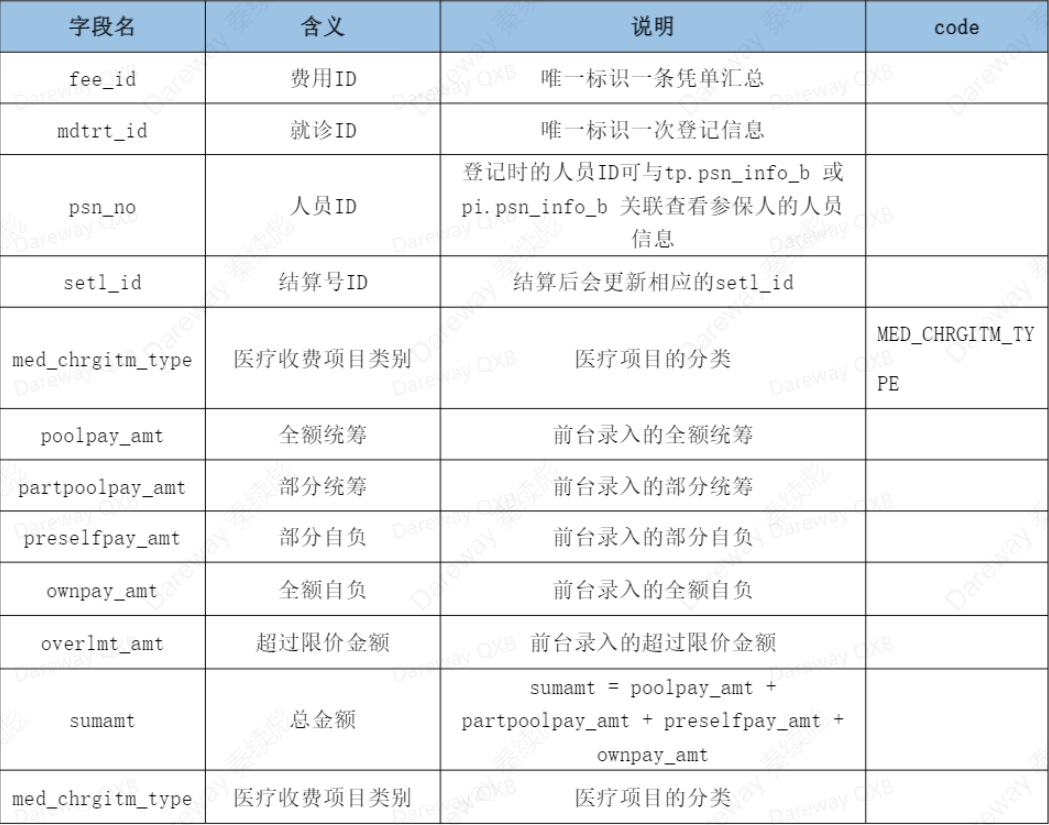 字段名 含义 说明 code
fee_id 费用ID 唯一标识一条凭单汇总
mdtrt_id 就诊ID 唯一标识一次登记信息
psn_no 人员ID 登记时的人员ID可与tp.psn_info_b 或
pi.psn_info_b 关联查看参保人的人员
信息
setl_id 结算号ID 结算后会更新相应的setl_id
med_chrgitm_type 医疗收费项目类别 医疗项目的分类 MED_CHRGITM_TY
PE
poolpay_amt 全额统筹 前台录入的全额统筹
partpoolpay_amt 部分统筹 前台录入的部分统筹
preselfpay_amt 部分自负 前台录入的部分自负
ownpay_amt 全额自负 前台录入的全额自负
overlmt_amt 超过限价金额 前台录入的超过限价金额
sumamt 总金额 sumamt = poolpay_amt +
partpoolpay_amt + preselfpay_amt +
ownpay_amt
med_chrgitm_type 医疗收费项目类别 医疗项目的分类
Dareway QXB
Dareway 秦续彪